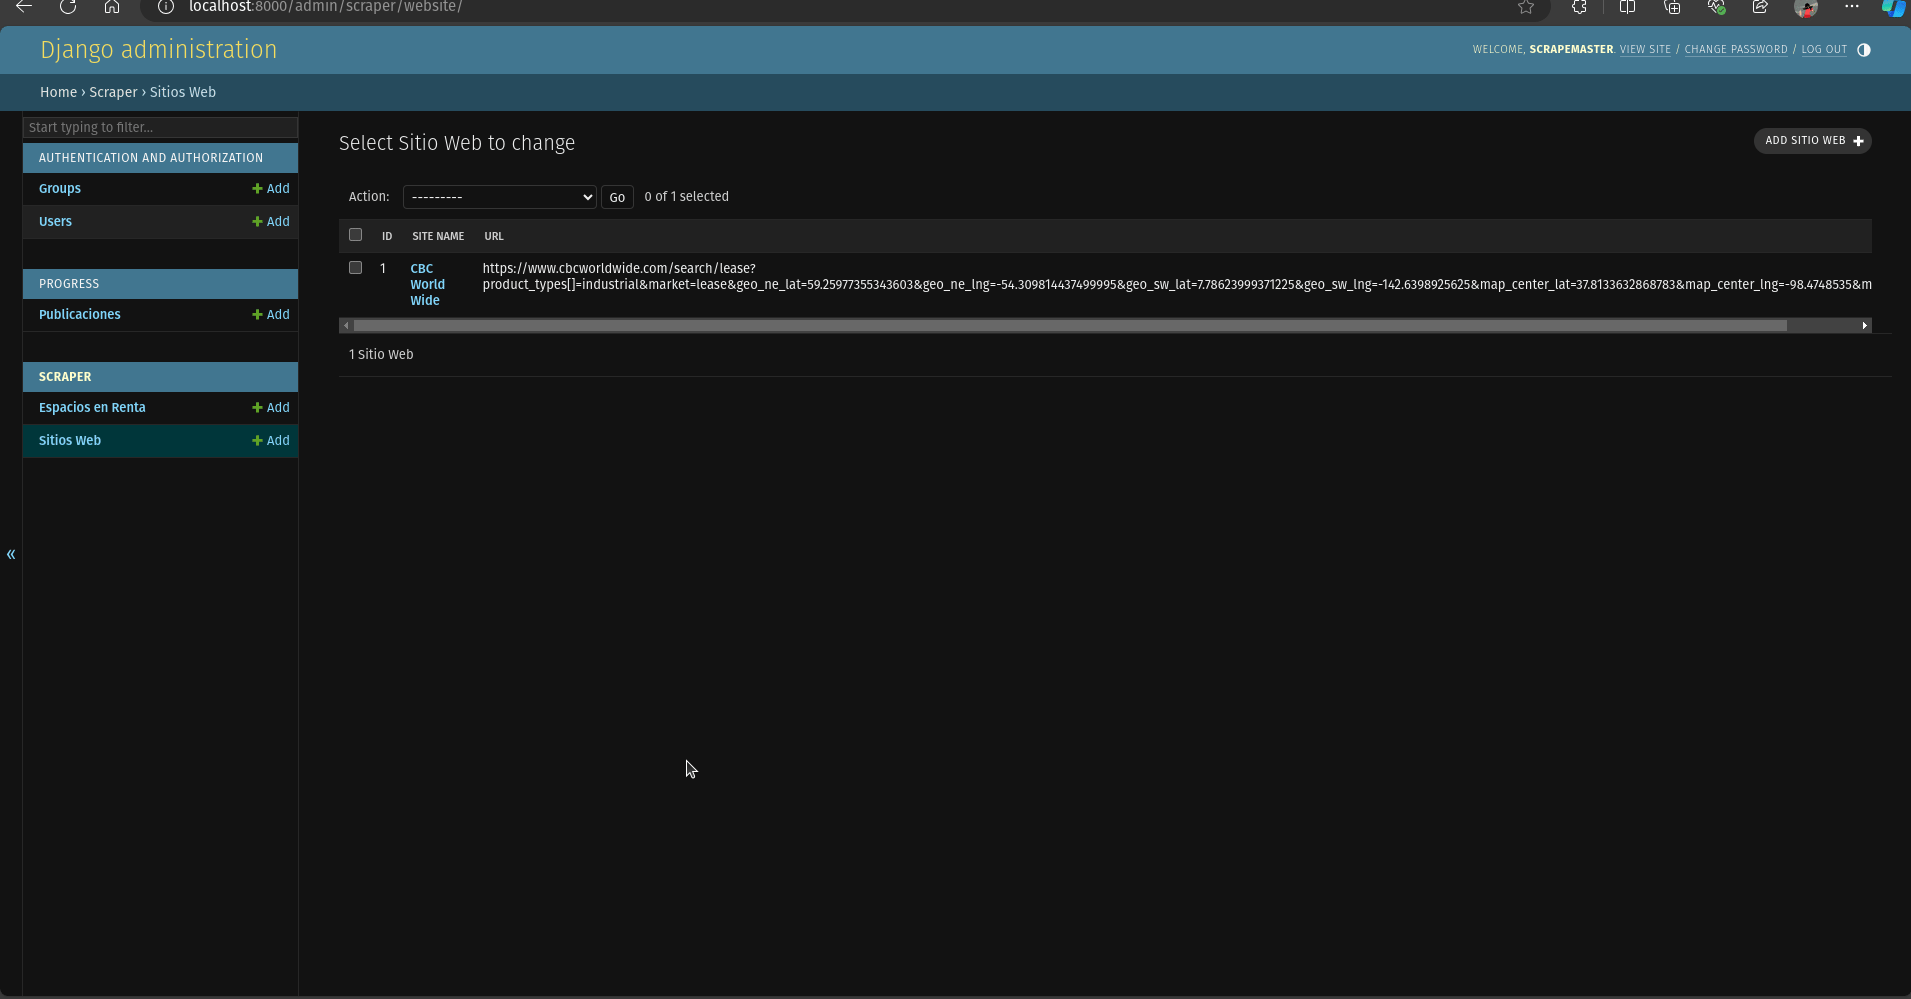 localhost:8000/admin/scraper/website/
Django administration
WELCOME, SCRAPEMASTER. VIEW SITE / CHANGE PASSWORD / LOG OUT
Home › Scraper › Sitios Web
Start typing to filter...
AUTHENTICATION AND AUTHORIZATION
Groups + Add
Users + Add
PROGRESS
Publicaciones + Add
SCRAPER
Espacios en Renta + Add
Sitios Web + Add
«
Select Sitio Web to change
ADD SITIO WEB +
Action: --------- Go 0 of 1 selected
ID SITE NAME URL
1 CBC World Wide https://www.cbcworldwide.com/search/lease?
product_types[]=industrial&market=lease&geo_ne_lat=59.25977355343603&geo_ne_lng=-54.309814437499995&geo_sw_lat=7.78623999371225&geo_sw_lng=-142.6398925625&map_center_lat=37.8133632868783&map_center_lng=-98.4748535&m
1 Sitio Web